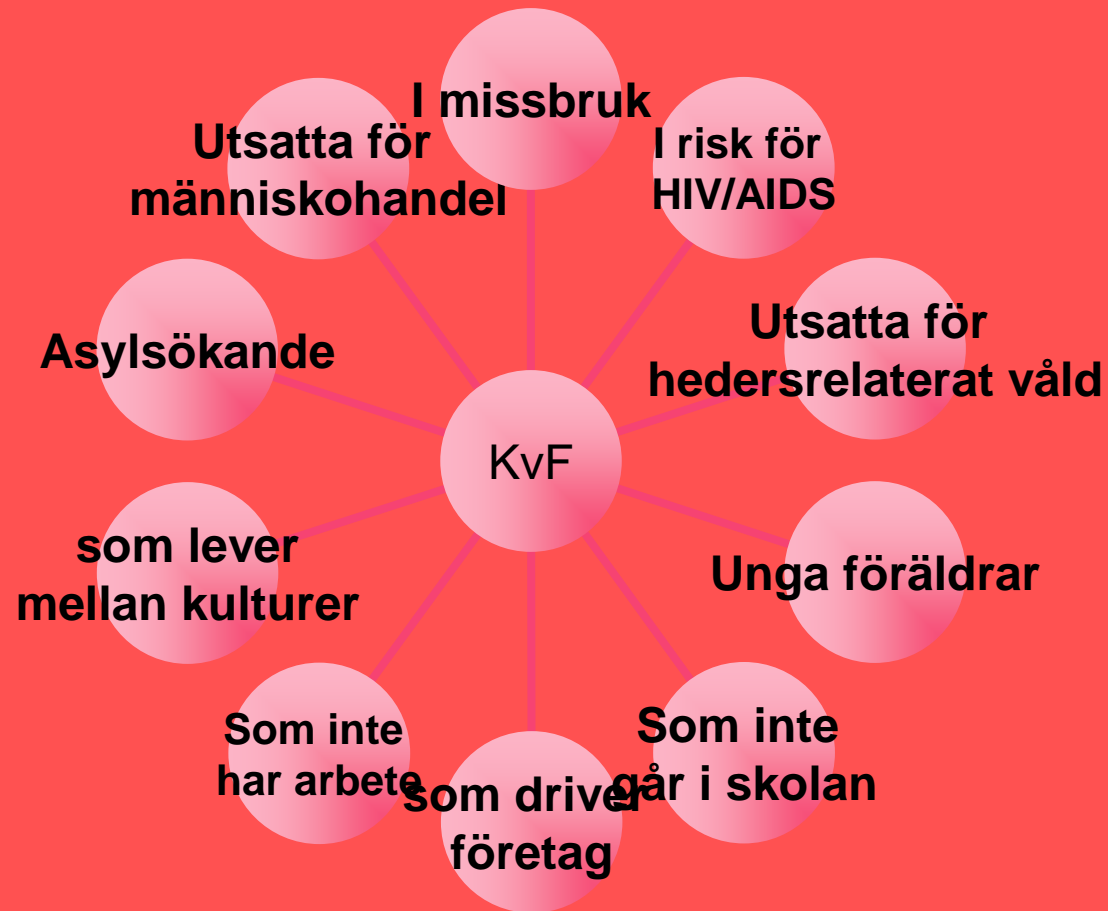 I missbruk
I risk för
HIV/AIDS
Utsatta för
hedersrelaterat våld
Unga föräldrar
Som inte
går i skolan
som driver
företag
Som inte
har arbete
som lever
mellan kulturer
Asylsökande
Utsatta för
människohandel
KvF